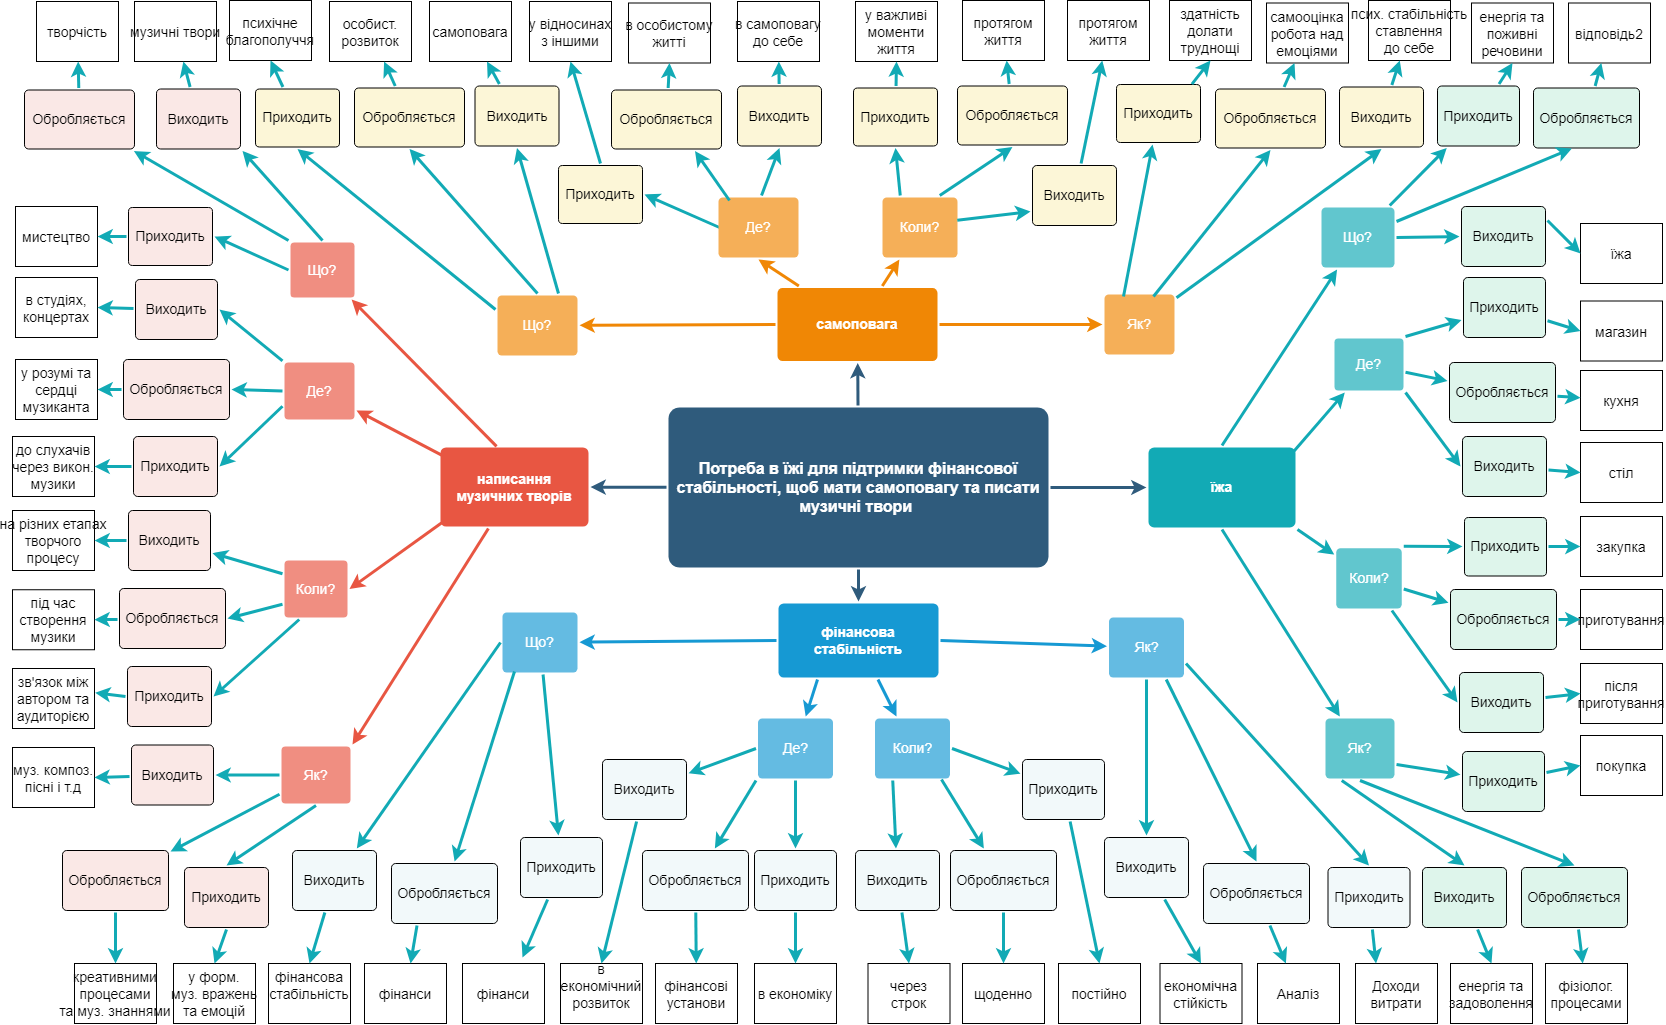 творчість
музичні твори
психічне
благополуччя
особист.
розвиток
самоповага
у відносинах
з іншими
в особистому
житті
в самоповагу
до себе
у важливі
моменти
життя
протягом
життя
протягом
життя
здатність
долати
труднощі
самооцінка
робота над
емоціями
псих. стабільність
ставлення
до себе
енергія та
поживні
речовини
відповідь2
Обробляється
Виходить
Приходить
Обробляється
Виходить
Приходить
Обробляється
Виходить
Приходить
Обробляється
Виходить
Приходить
Обробляється
Виходить
Приходить
Обробляється
мистецтво
Приходить
Що?
в студіях,
концертах
Виходить
у розумі та
сердці
музиканта
Обробляється
Де?
до слухачів
через викон.
музики
Приходить
на різних етапах
творчого
процесу
Виходить
під час
створення
музики
Обробляється
Коли?
зв'язок між
автором та
аудиторією
Приходить
муз. композ.
пісні і т.д
Виходить
Як?
Що?
Де?
Коли?
самоповага
Як?
Що?
Виходить
їжа
Приходить
магазин
Де?
Обробляється
кухня
Виходить
стіл
написання
музичних творів
Потреба в їжі для підтримки фінансової
стабільності, щоб мати самоповагу та писати
музичні твори
їжа
Приходить
закупка
Коли?
Обробляється
приготування
Виходить
після
приготування
Як?
Приходить
покупка
Що?
фінансова
стабільність
Як?
Де?
Коли?
Виходить
Приходить
Обробляється
Приходить
Виходить
Обробляється
Приходить
Обробляється
Приходить
Виходить
Обробляється
Виходить
Обробляється
Приходить
Виходить
Обробляється
креативними
процесами
та муз. знаннями
у форм.
муз. вражень
та емоцій
фінансова
стабільність
фінанси
фінанси
в
економічний
розвиток
фінансові
установи
в економіку
через
строк
щоденно
постійно
економічна
стійкість
Аналіз
Доходи
витрати
енергія та
задоволення
фізіолог.
процесами